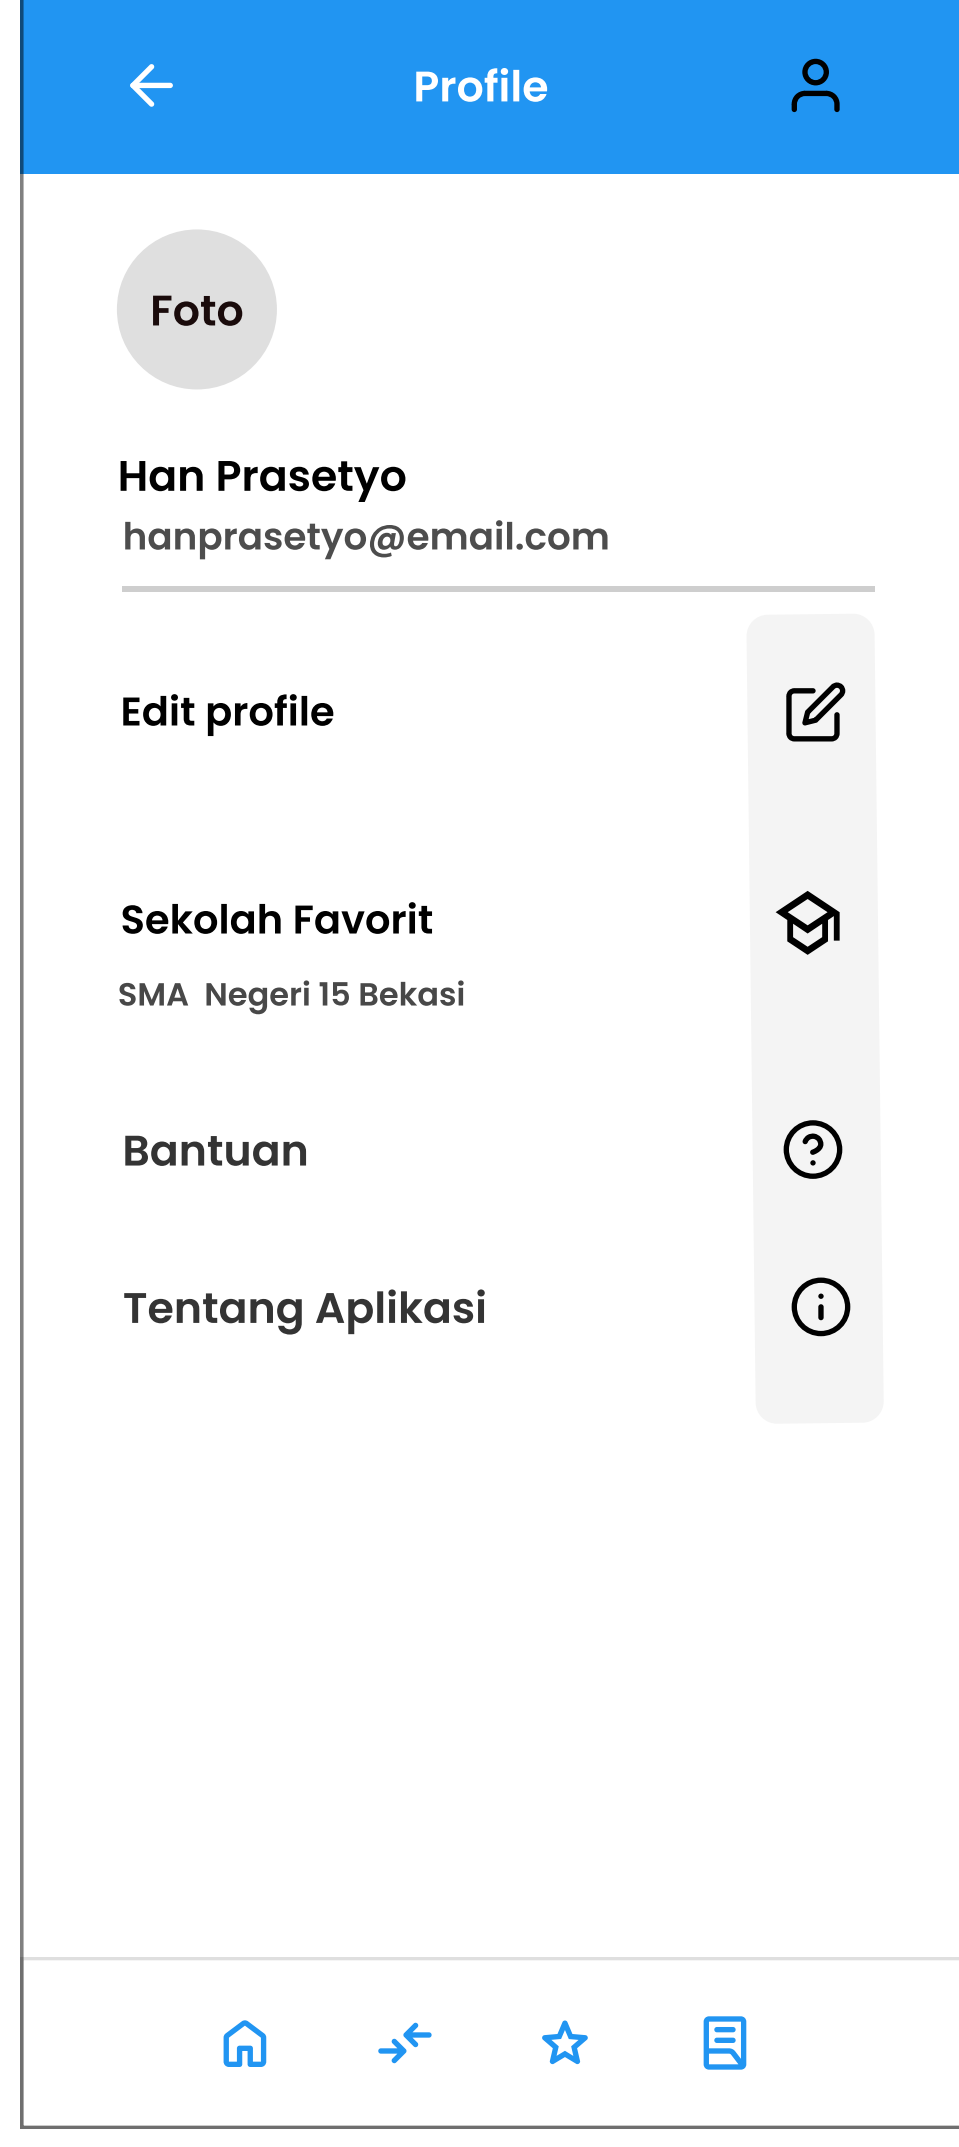 Profile
Foto
Han Prasetyo
hanprasetyo@email.com
Edit profile
Sekolah Favorit
SMA  Negeri 15 Bekasi
Bantuan
Tentang Aplikasi